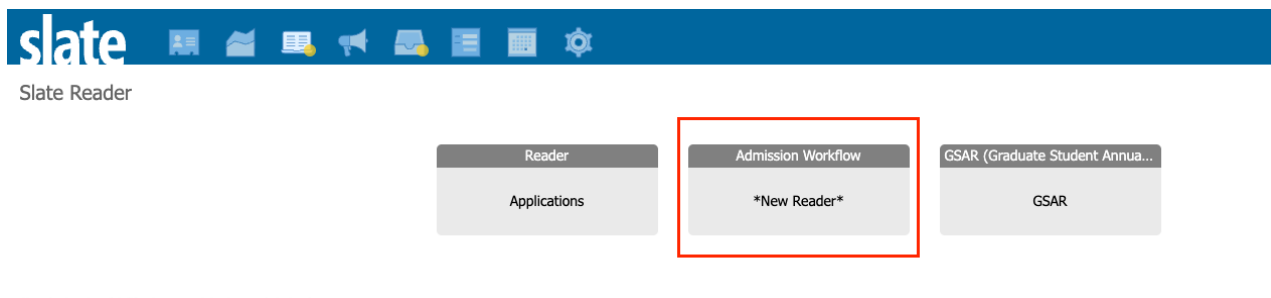 slate
Slate Reader
Reader
Applications
Admission Workflow
*New Reader*
GSAR (Graduate Student Annua...
GSAR